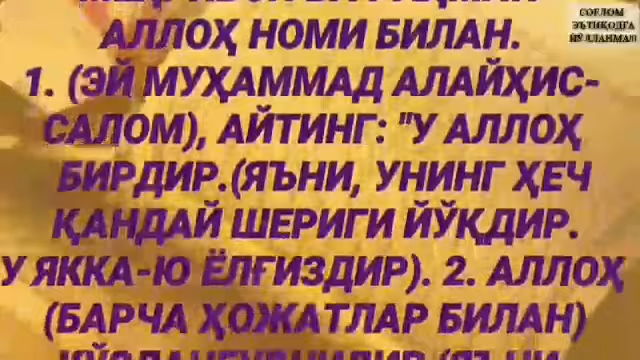 СОҒЛОМ
ЭЪТИҚОДГА
ЙЎЛЛАНМА!!!
АЛЛОҲ НОМИ БИЛАН.
1. (ЭЙ МУҲАММАД АЛАЙҲИС-
САЛОМ), АЙТИНГ: "У АЛЛОҲ
БИРДИР.(ЯЪНИ, УНИНГ ҲЕЧ
ҚАНДАЙ ШЕРИГИ ЙЎҚДИР.
У ЯККА-Ю ЁЛҒИЗДИР). 2. АЛЛОҲ
(БАРЧА ҲОЖАТЛАР БИЛАН)